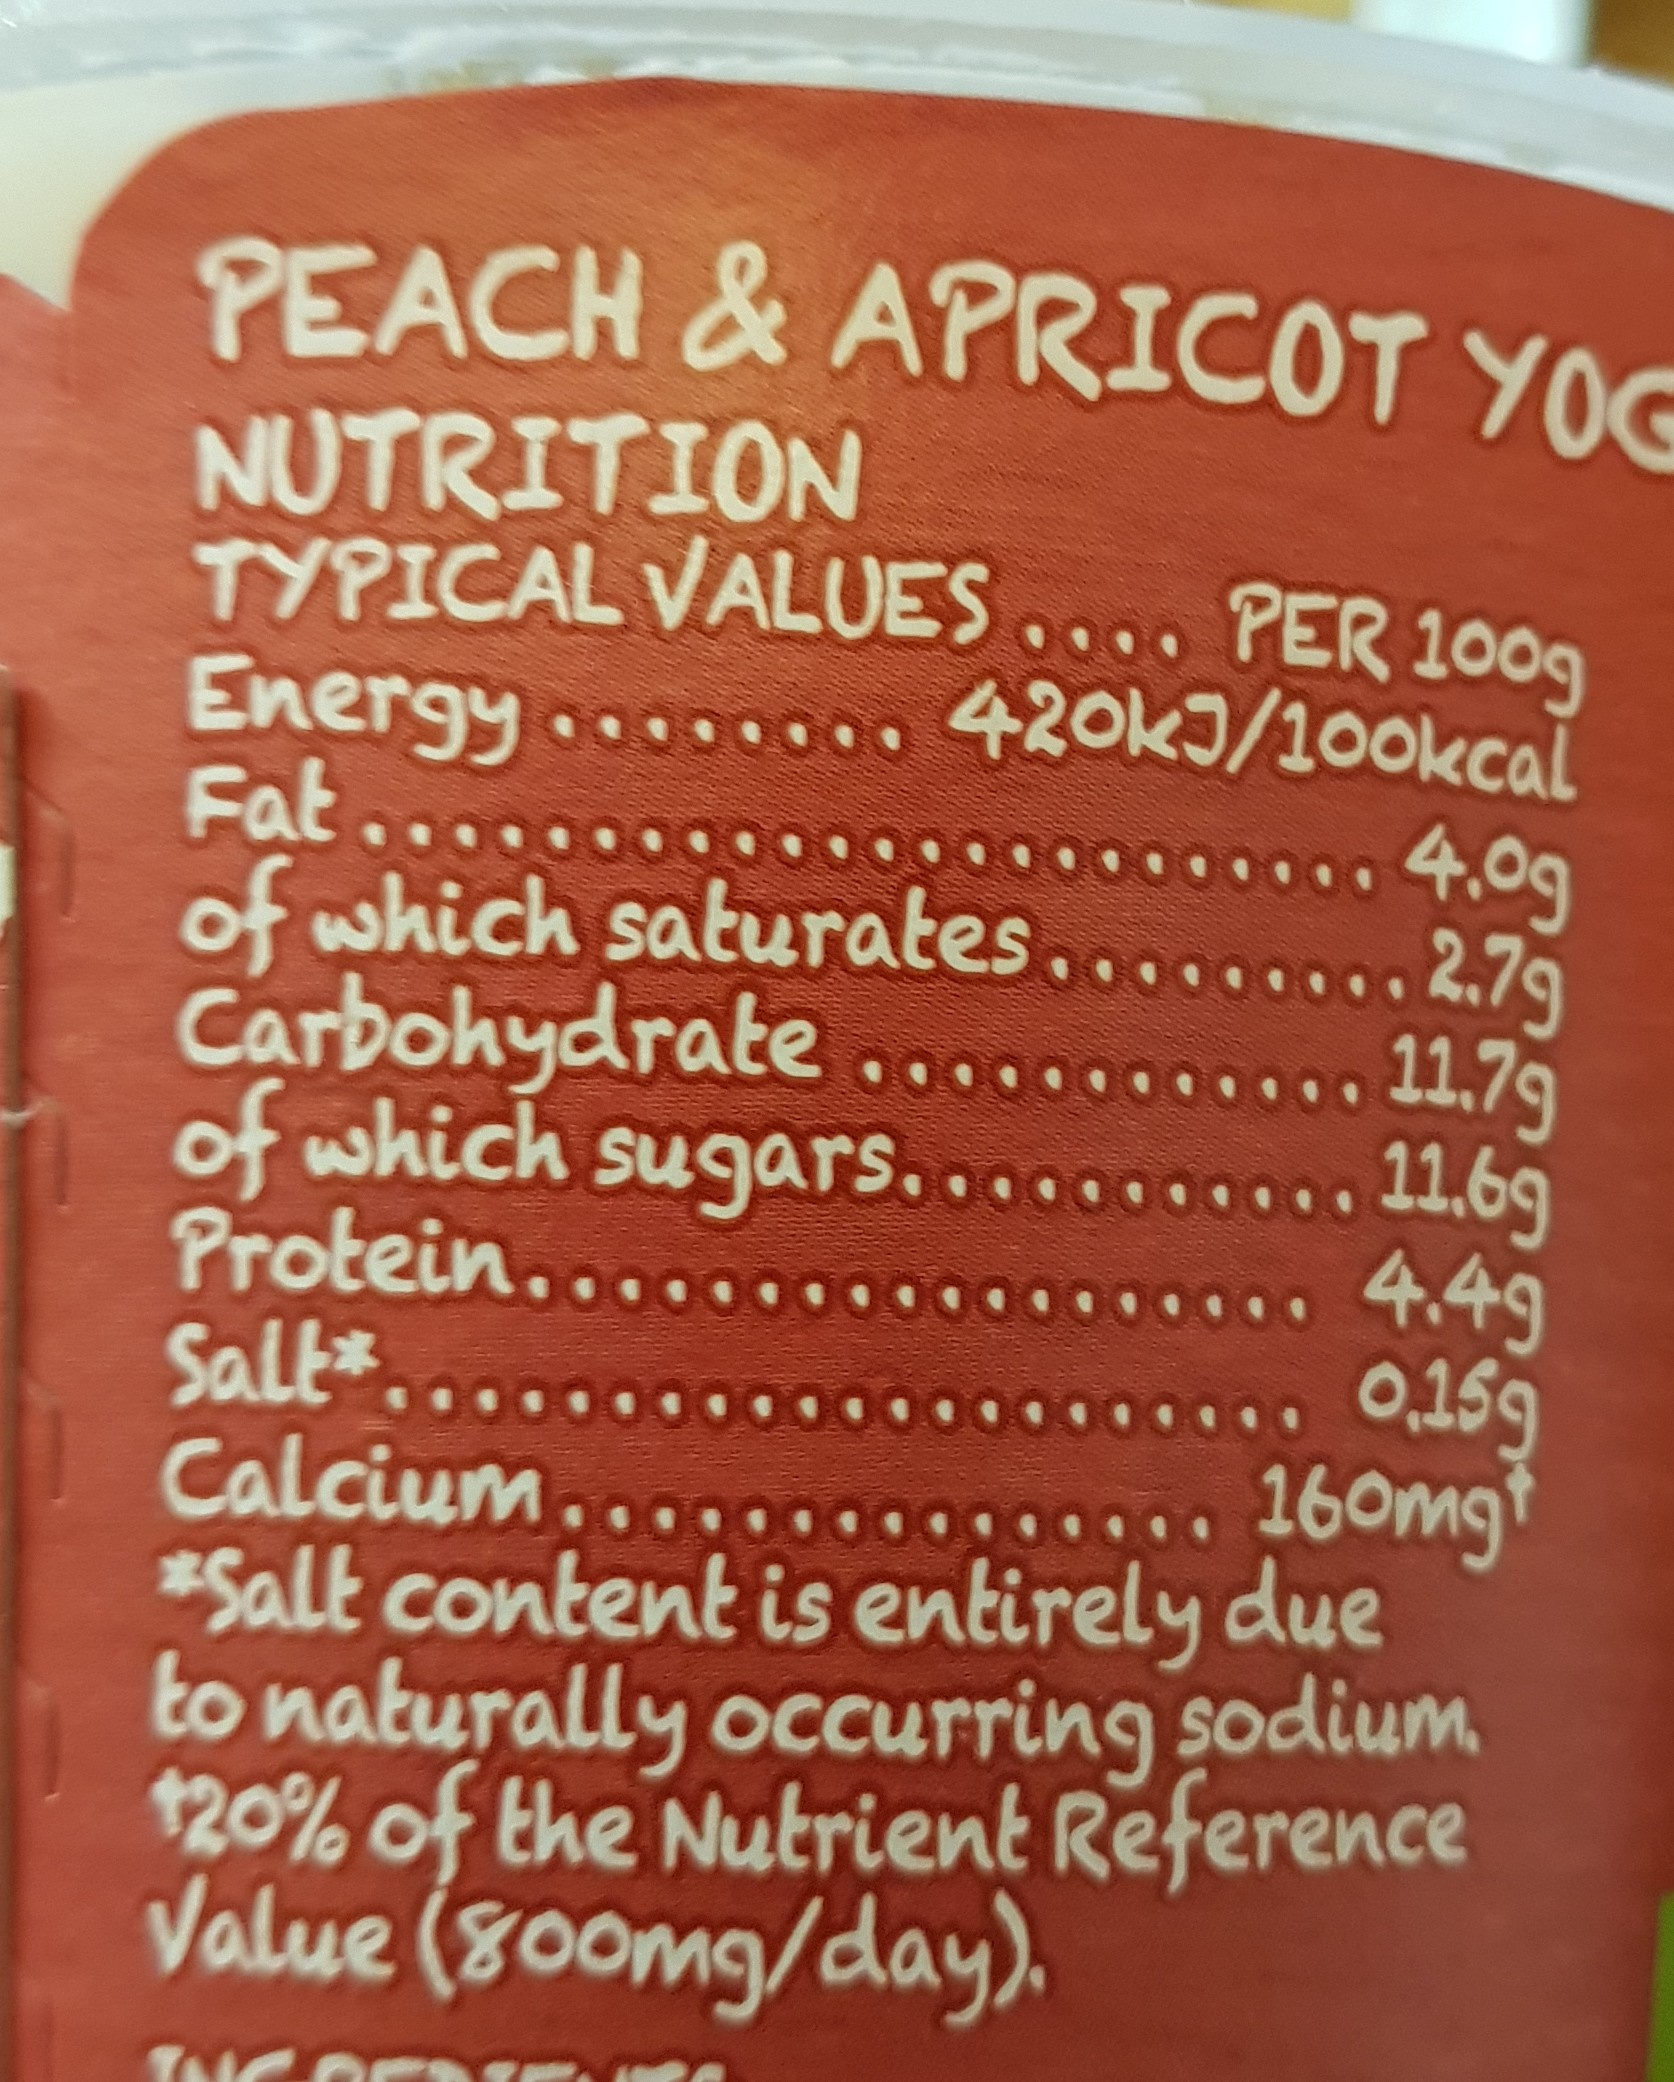 PEACH & APRICOT YOG
NUTRITION
TYPICAL VALUES .... PER 100g
Energy ......... 420kJ/100kcal
Fat ....................... 4.0g
of which saturates......... 2.7g
Carbohydrate ........... 11.7g
of which sugars........... 11.6g
Protein.................. 4.4g
Salt*..................... 0.15g
Calcium............... 160mg†
*Salt content is entirely due
to naturally occurring sodium.
†20% of the Nutrient Reference
Value (800mg/day).
INGREDIENTS